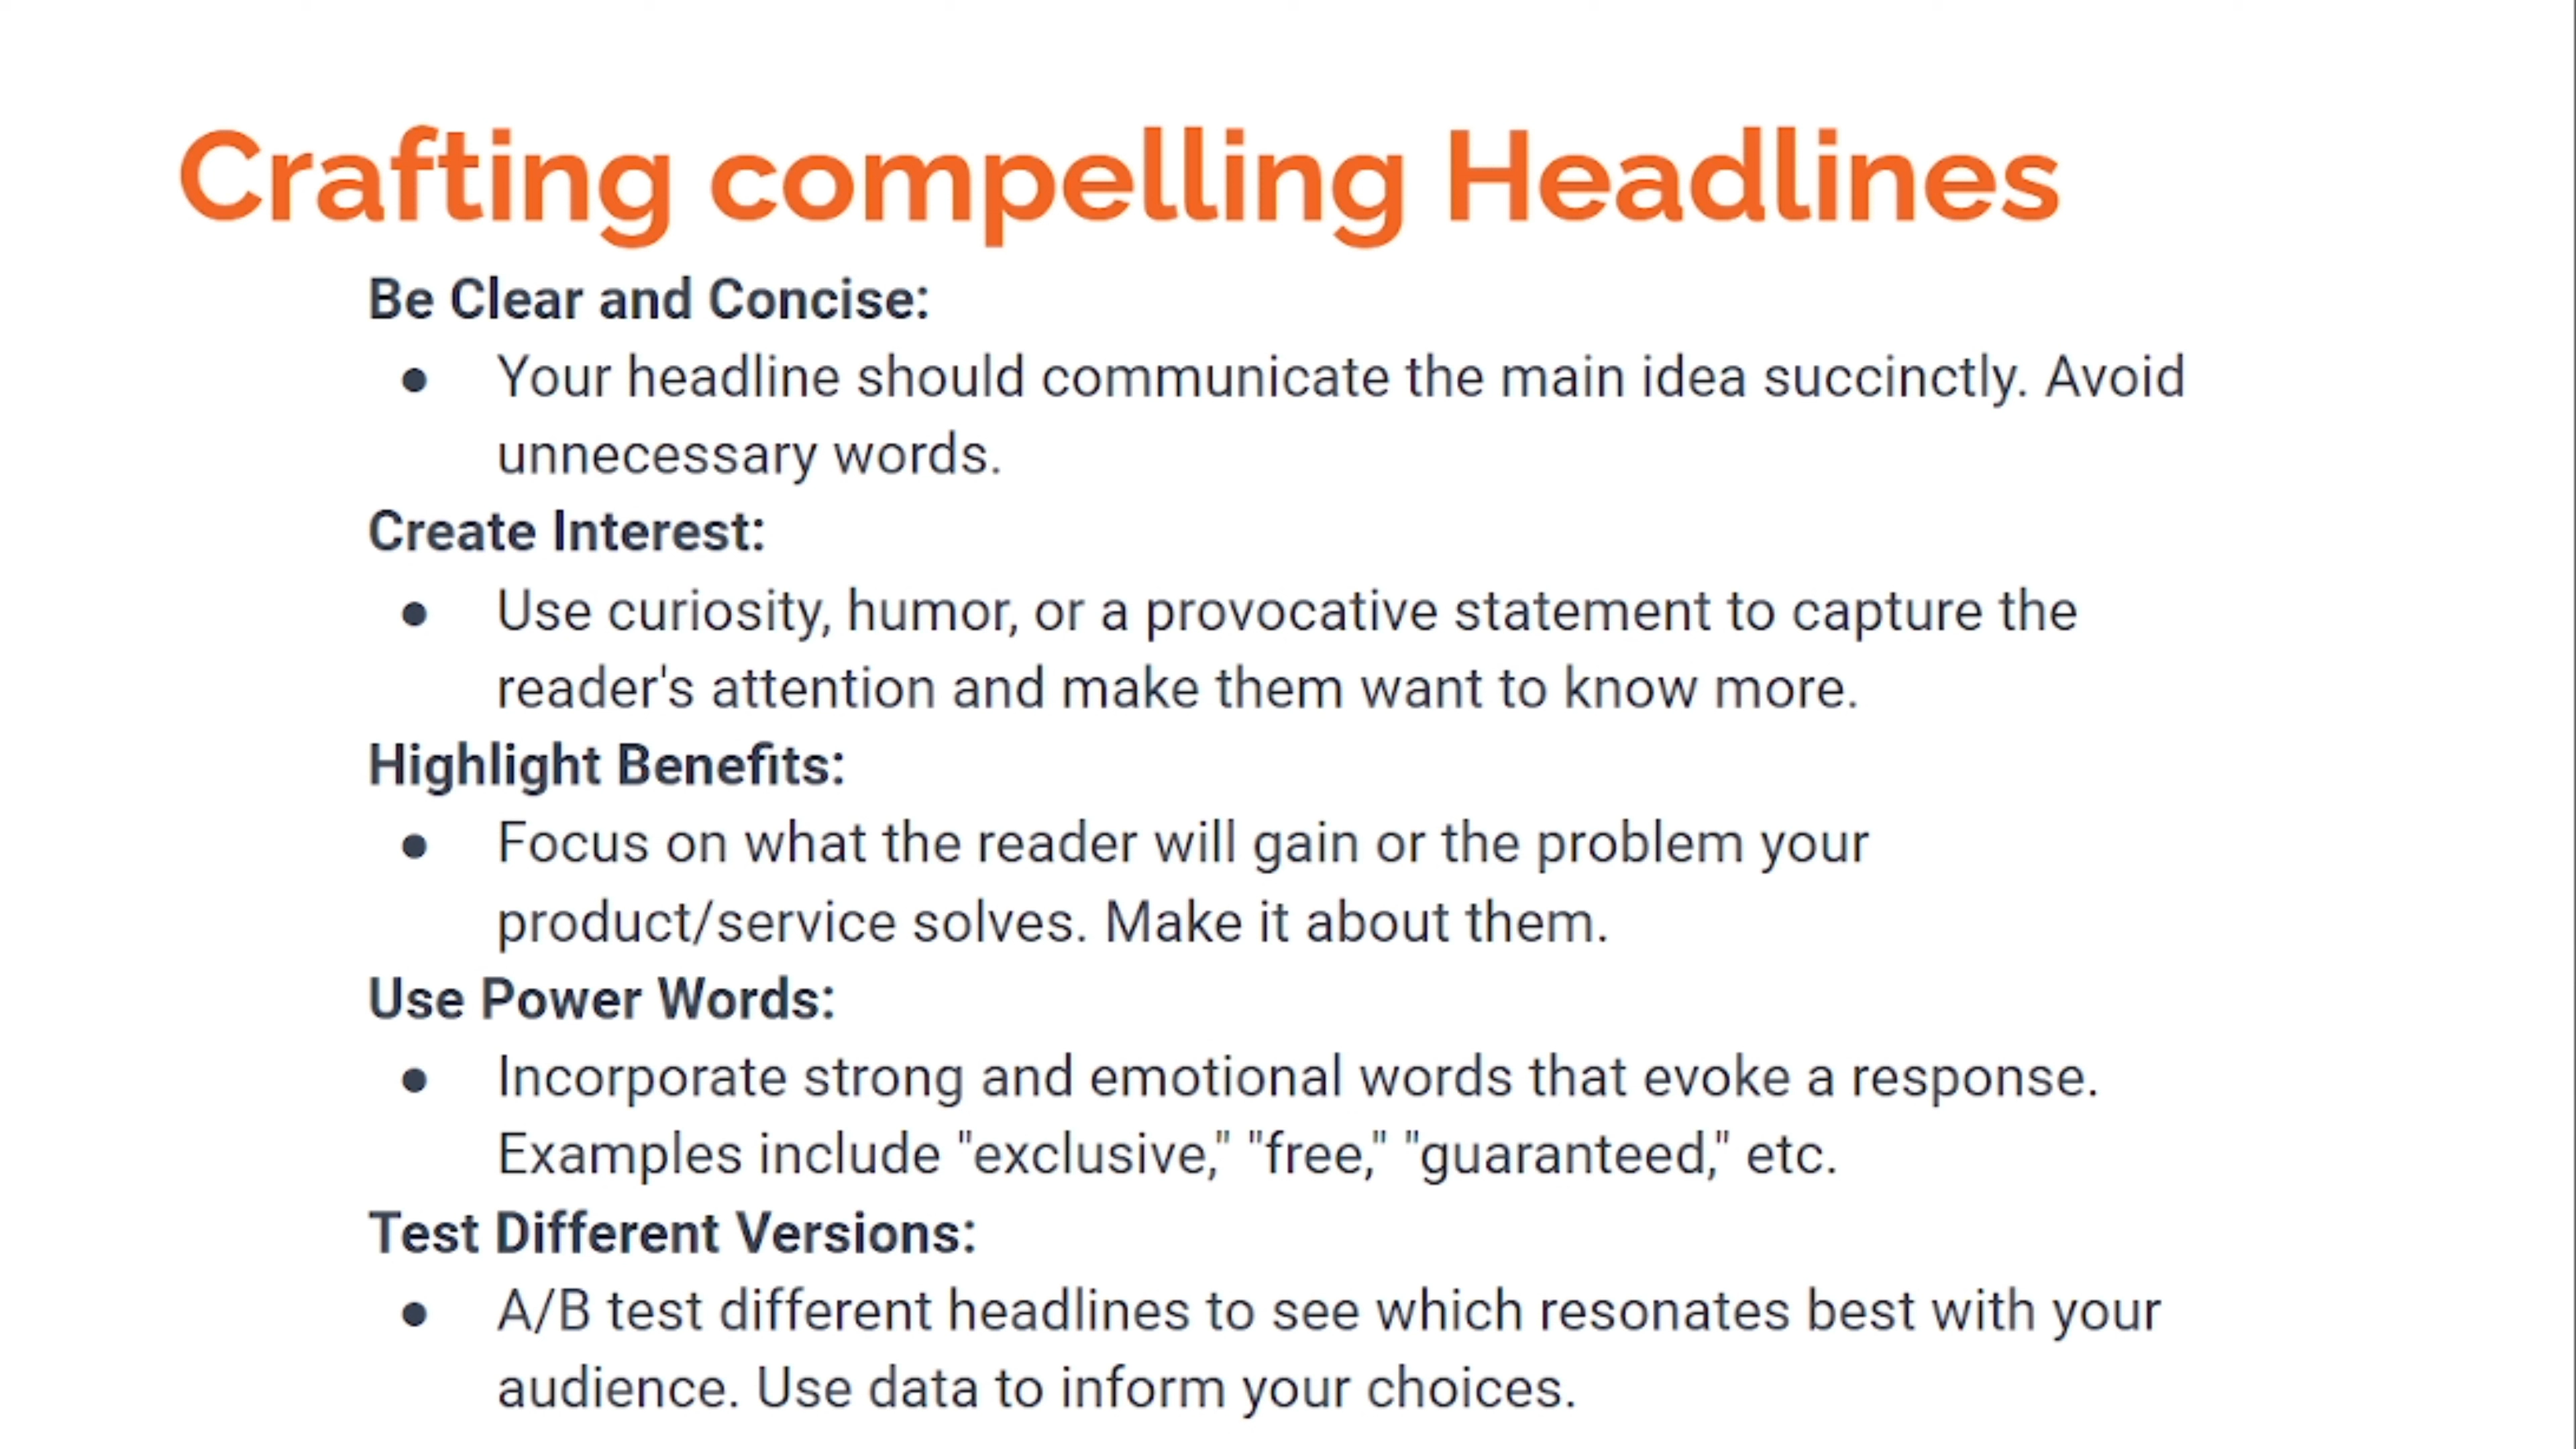 Crafting compelling Headlines
Be Clear and Concise:
● Your headline should communicate the main idea succinctly. Avoid
unnecessary words.
Create Interest:
● Use curiosity, humor, or a provocative statement to capture the
reader's attention and make them want to know more.
Highlight Benefits:
● Focus on what the reader will gain or the problem your
product/service solves. Make it about them.
Use Power Words:
● Incorporate strong and emotional words that evoke a response.
Examples include "exclusive," "free," "guaranteed," etc.
Test Different Versions:
● A/B test different headlines to see which resonates best with your
audience. Use data to inform your choices.